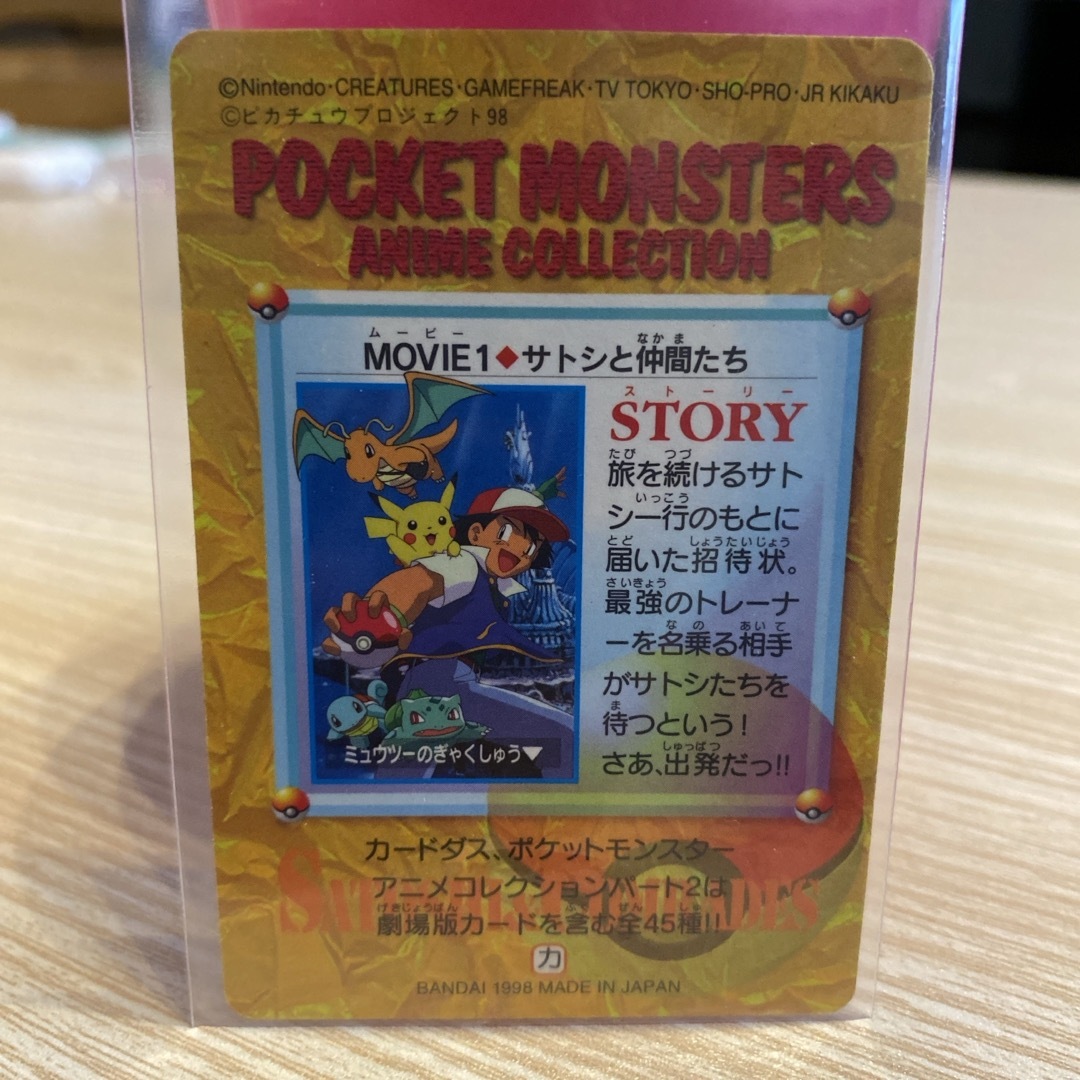 ©Nintendo・CREATURES・GAMEFREAK・TV TOKYO・SHO-PRO・JR KIKAKU
©ピカチュウプロジェクト98
POCKET MONSTERS
ANIME COLLECTION
ムービー なかま
MOVIE1◆サトシと仲間たち
ストーリー
STORY
たび つづ
旅を続けるサト
いっこう
シ一行のもとに
とど しょうたいじょう
届いた招待状。
さいきょう
最強のトレーナ
なの あいて
ーを名乗る相手
がサトシたちを
ま
待つという!
しゅっぱつ
さあ、出発だっ!!
ミュウツーのぎゃくしゅう▼
カードダス、ポケットモンスター
アニメコレクションパート2は
げきじょうばん
劇場版カードを含む全45種!!
カ
BANDAI 1998 MADE IN JAPAN